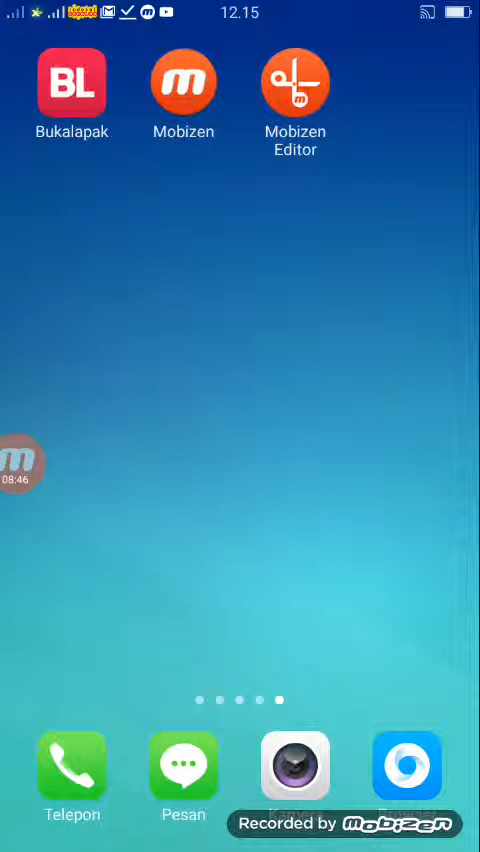 12.15
BL
m
m
Bukalapak
Mobizen
Mobizen
Editor
m
08:46
Telepon
Pesan
Recorded by mobizen